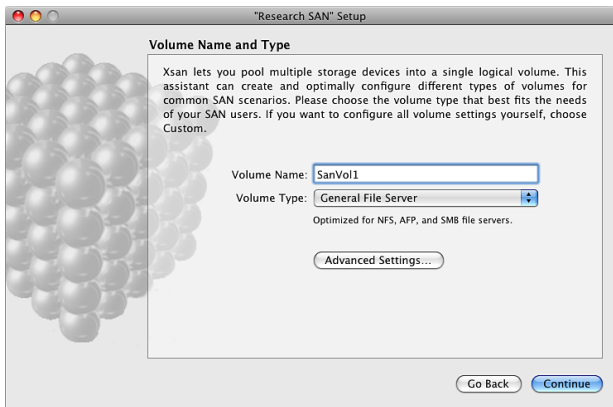 "Research SAN" Setup
Volume Name and Type
Xsan lets you pool multiple storage devices into a single logical volume. This
assistant can create and optimally configure different types of volumes for
common SAN scenarios. Please choose the volume type that best fits the needs
of your SAN users. If you want to configure all volume settings yourself, choose
Custom.
Volume Name: SanVol1
Volume Type: General File Server
Optimized for NFS, AFP, and SMB file servers.
Advanced Settings...
Go Back Continue